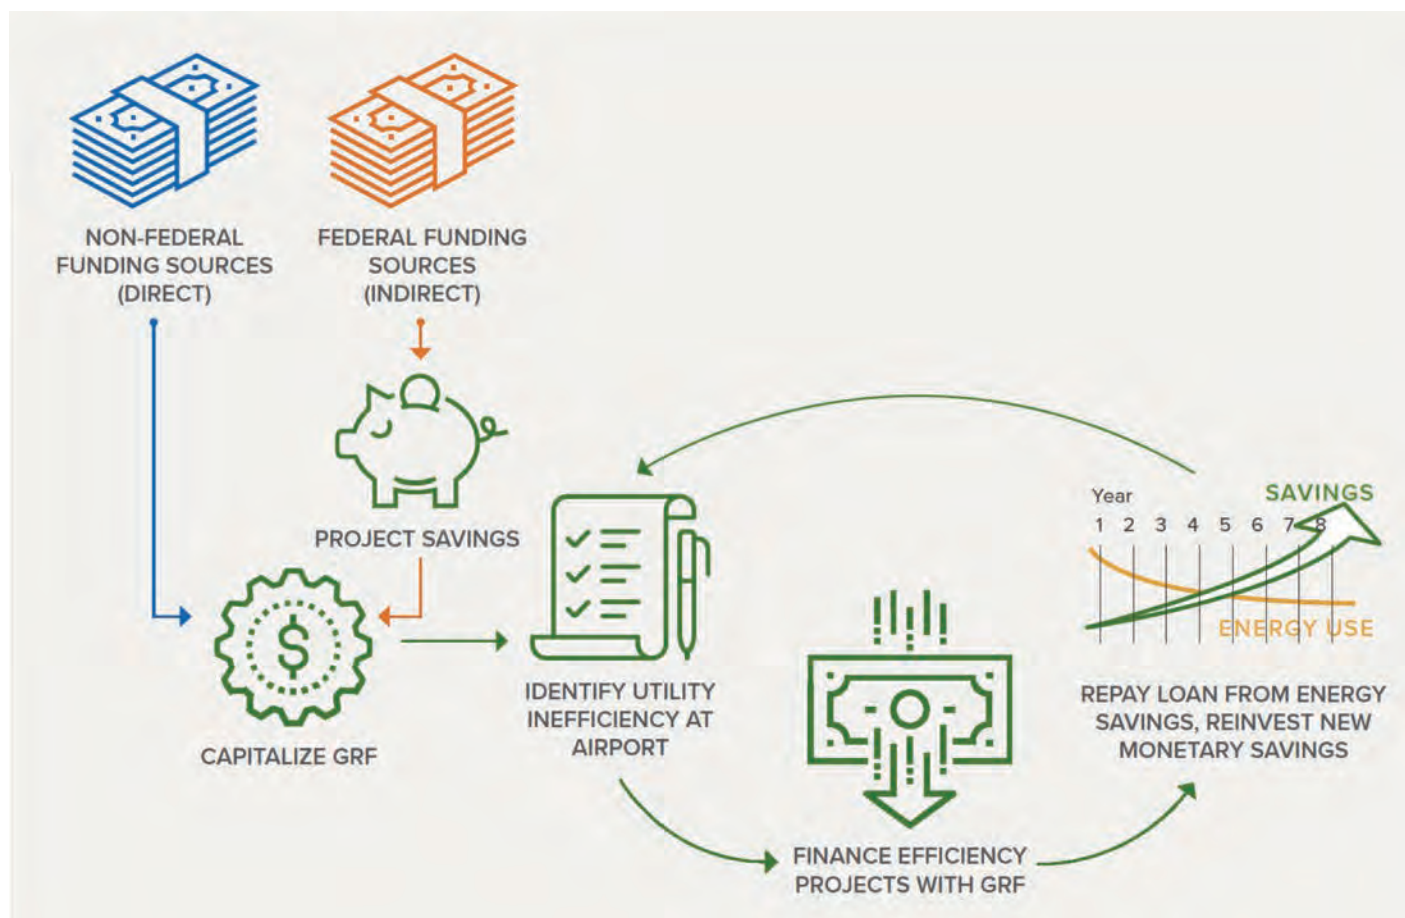 NON-FEDERAL
FUNDING SOURCES
(DIRECT)
FEDERAL FUNDING
SOURCES
(INDIRECT)
PROJECT SAVINGS
CAPITALIZE GRF
$
IDENTIFY UTILITY
INEFFICIENCY AT
AIRPORT
FINANCE EFFICIENCY
PROJECTS WITH GRF
Year
SAVINGS
1 2 3 4 5 6 7 8
ENERGY USE
REPAY LOAN FROM ENERGY
SAVINGS, REINVEST NEW
MONETARY SAVINGS